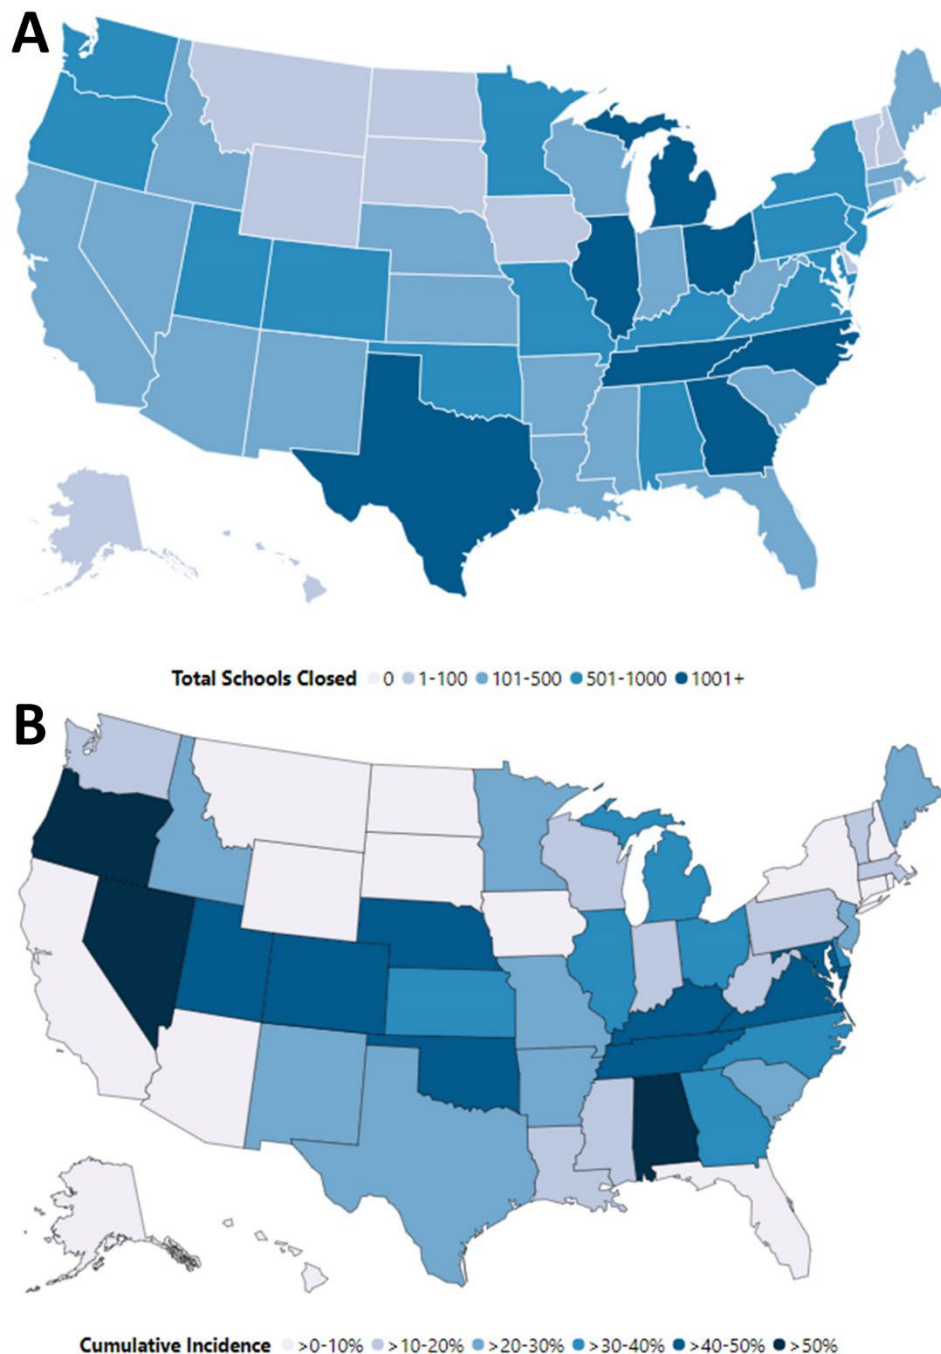 A
Total Schools Closed 0 1-100 101-500 501-1000 1001+
B
Cumulative Incidence >0-10% >10-20% >20-30% >30-40% >40-50% >50%